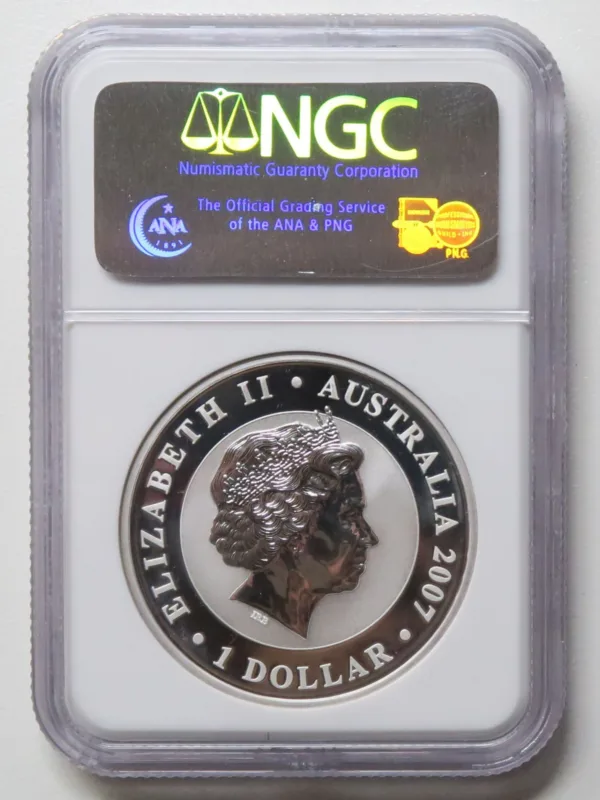 NGC
Numismatic Guaranty Corporation
The Official Grading Service
of the ANA & PNG
ANA
1891
P.N.G.
ELIZABETH II • AUSTRALIA 2007 • 1 DOLLAR •
IRB